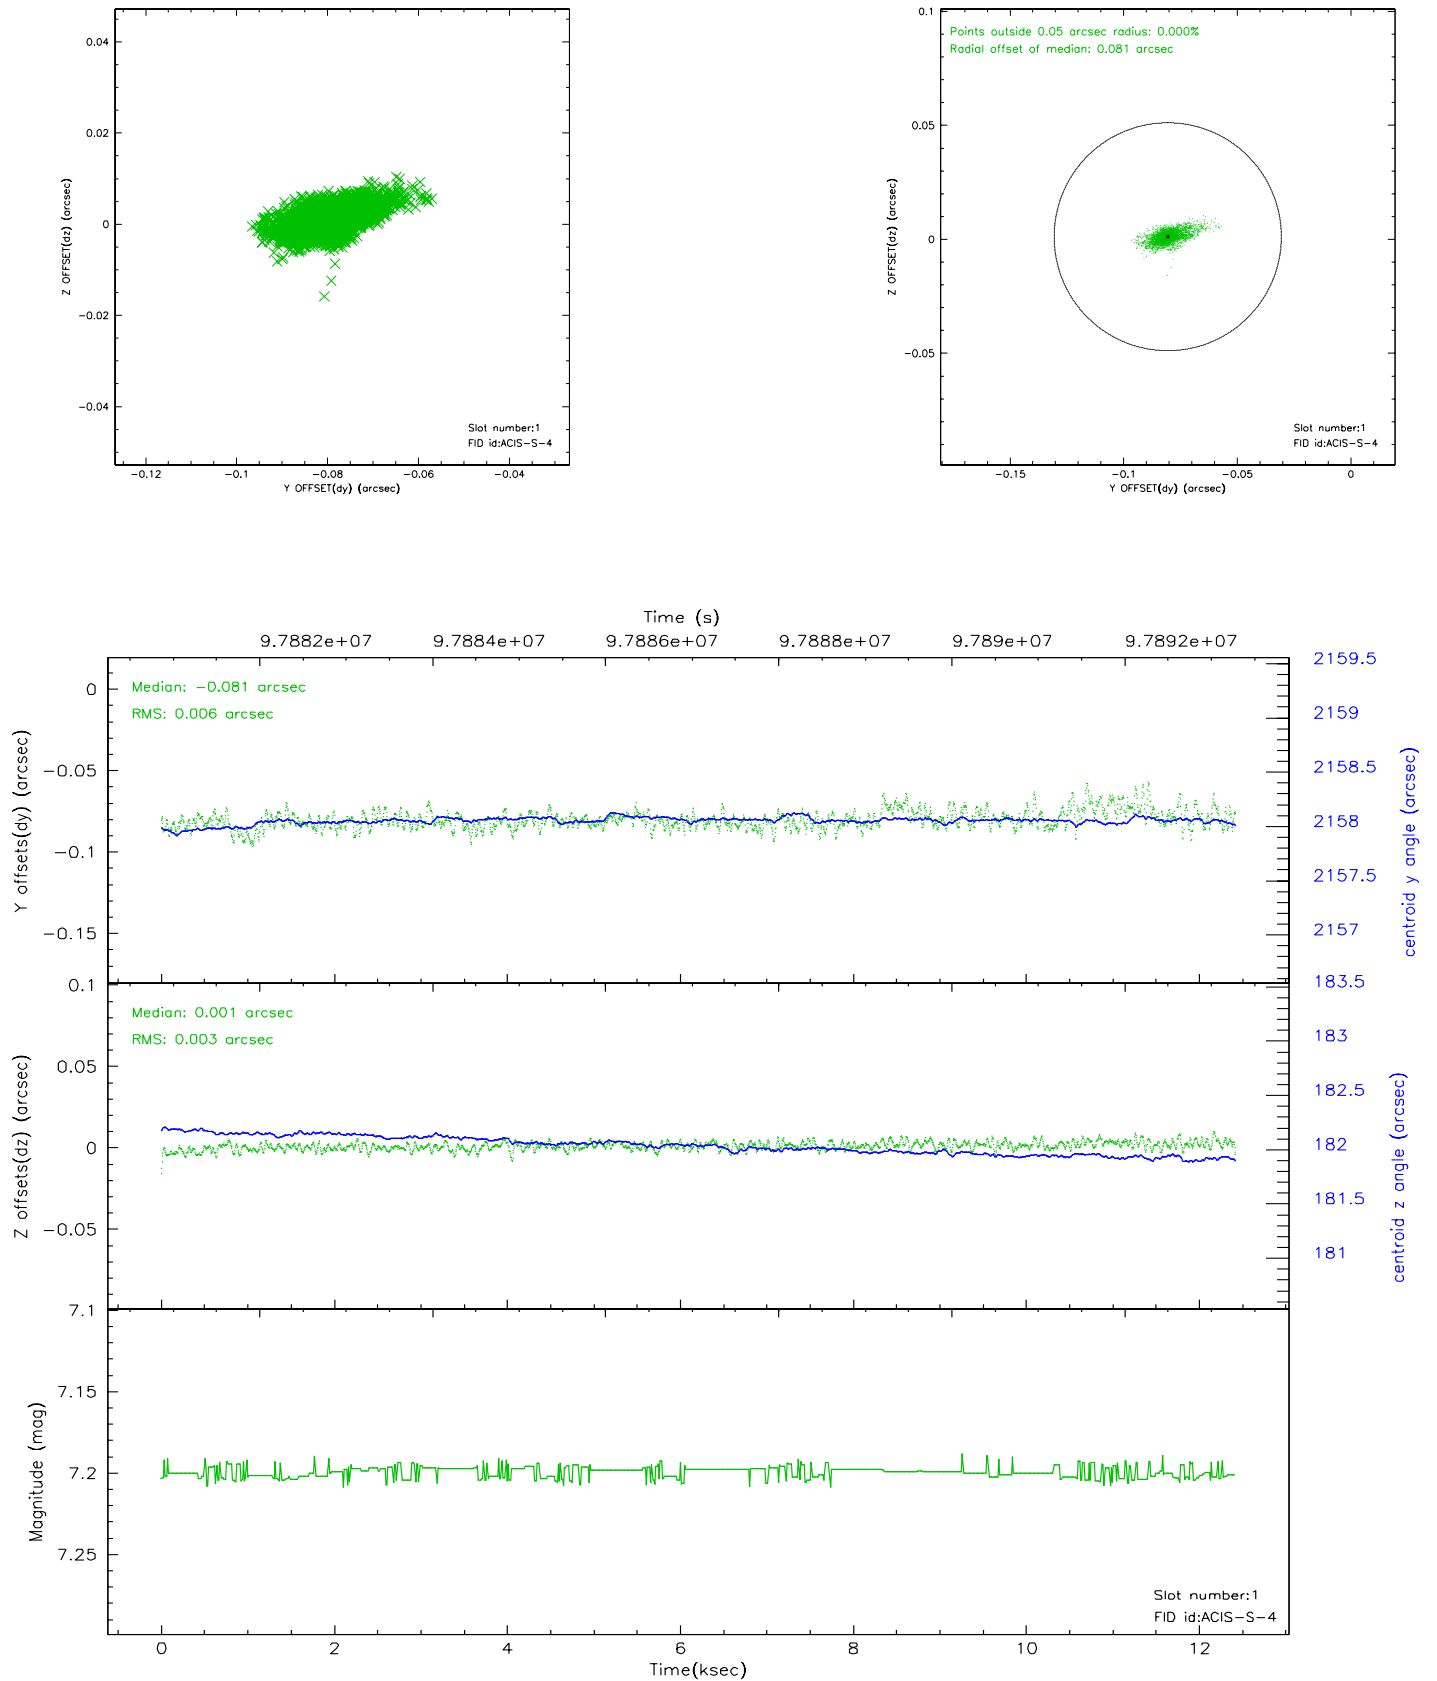 0.04
0.02
0
-0.02
-0.04
Z OFFSET(dz) (arcsec)
Slot number:1
FID id:ACIS-S-4
-0.12 -0.1 -0.08 -0.06 -0.04
Y OFFSET(dy) (arcsec)
0.1
0.05
0
-0.05
Z OFFSET(dz) (arcsec)
Points outside 0.05 arcsec radius: 0.000%
Radial offset of median: 0.081 arcsec
Slot number:1
FID id:ACIS-S-4
-0.15 -0.1 -0.05 0
Y OFFSET(dy) (arcsec)
Time (s)
9.7882e+07 9.7884e+07 9.7886e+07 9.7888e+07 9.789e+07 9.7892e+07
0
-0.05
-0.1
-0.15
Y offsets(dy) (arcsec)
Median: -0.081 arcsec
RMS: 0.006 arcsec
2159.5
2159
2158.5
2158
2157.5
2157
centroid y angle (arcsec)
0.1
0.05
0
-0.05
Z offsets(dz) (arcsec)
Median: 0.001 arcsec
RMS: 0.003 arcsec
183.5
183
182.5
182
181.5
181
centroid z angle (arcsec)
7.1
7.15
7.2
7.25
Magnitude (mag)
Slot number:1
FID id:ACIS-S-4
0 2 4 6 8 10 12
Time(ksec)